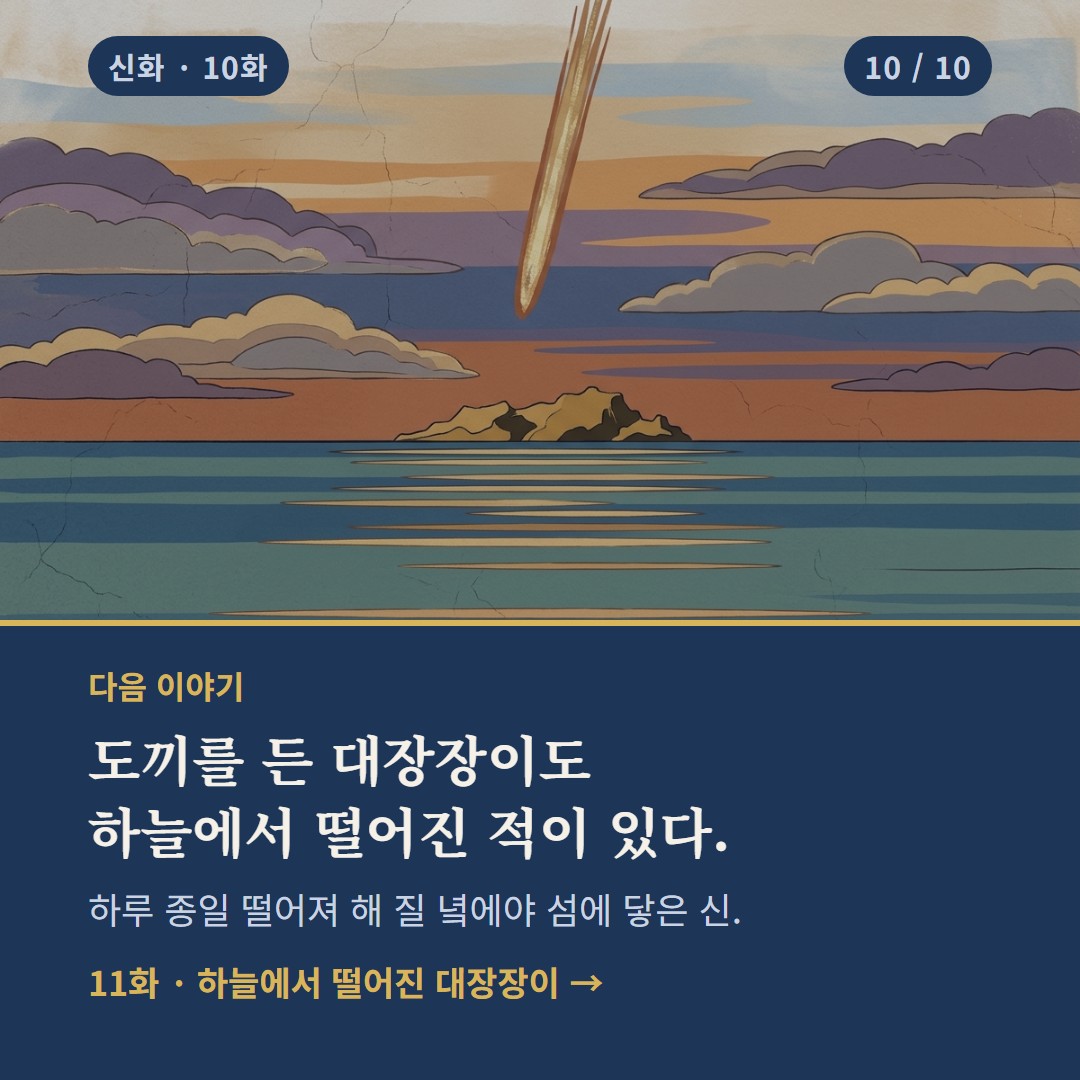 신화 · 10화
10 / 10
다음 이야기
도끼를 든 대장장이도
하늘에서 떨어진 적이 있다.
하루 종일 떨어져 해 질 녘에야 섬에 닿은 신.
11화 · 하늘에서 떨어진 대장장이 →